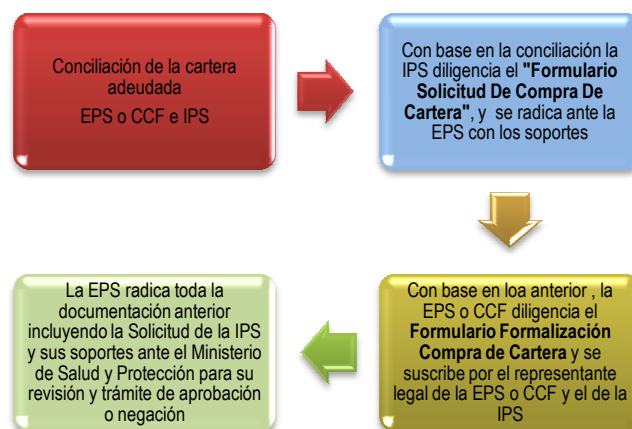 Conciliación de la cartera
adeudada
EPS o CCF e IPS
Con base en la conciliación la
IPS diligencia el "Formulario
Solicitud De Compra De
Cartera", y se radica ante la
EPS con los soportes
Con base en loa anterior , la
EPS o CCF diligencia el
Formulario Formalización
Compra de Cartera y se
suscribe por el representante
legal de la EPS o CCF y el de la
IPS
La EPS radica toda la
documentación anterior
incluyendo la Solicitud de la IPS
y sus soportes ante el Ministerio
de Salud y Protección para su
revisión y trámite de aprobación
o negación